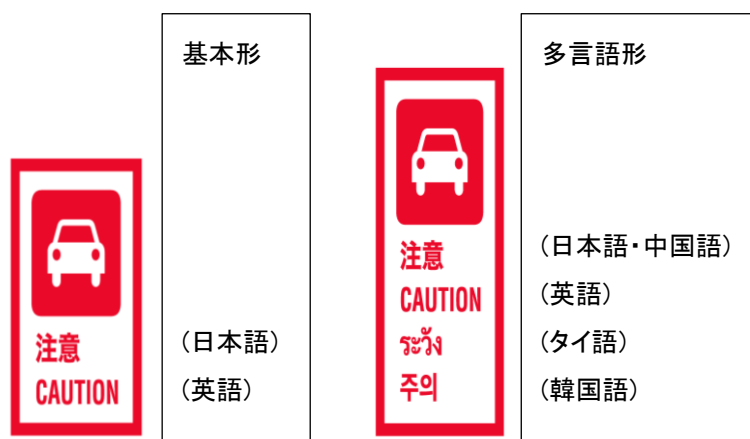 基本形
注意
CAUTION
(日本語)
(英語)
多言語形
注意
CAUTION
ระวัง
주의
(日本語・中国語)
(英語)
(タイ語)
(韓国語)